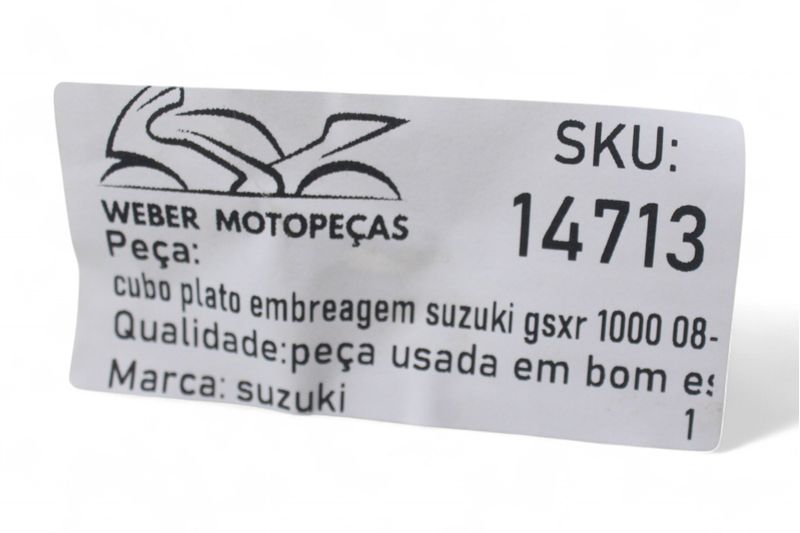 SKU:
14713
WEBER MOTOPEÇAS
Peça:
cubo plato embreagem suzuki gsxr 1000 08-
Qualidade:peça usada em bom es
Marca: suzuki
1